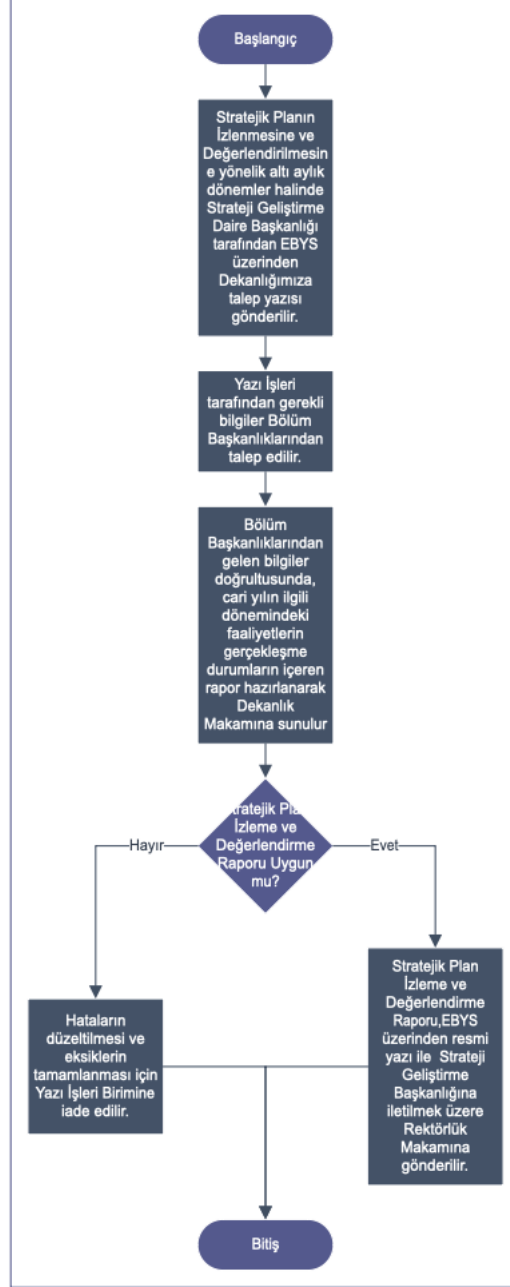 Başlangıç
Stratejik Planın
İzlenmesine ve
Değerlendirilmesin
e yönelik altı aylık
dönemler halinde
Strateji Geliştirme
Daire Başkanlığı
tarafından EBYS
üzerinden
Dekanlığımıza
talep yazısı
gönderilir.
Yazı İşleri
tarafından gerekli
bilgiler Bölüm
Başkanlıklarından
talep edilir.
Bölüm
Başkanlıklarından
gelen bilgiler
doğrultusunda,
cari yılın ilgili
dönemindeki
faaliyetlerin
gerçekleşme
durumların içeren
rapor hazırlanarak
Dekanlık
Makamına sunulur
Stratejik Plan
İzleme ve
Değerlendirme
Raporu Uygun
mu?
Hayır
Evet
Hataların
düzeltilmesi ve
eksiklerin
tamamlanması için
Yazı İşleri Birimine
iade edilir.
Stratejik Plan
İzleme ve
Değerlendirme
Raporu,EBYS
üzerinden resmi
yazı ile Strateji
Geliştirme
Başkanlığına
iletilmek üzere
Rektörlük
Makamına
gönderilir.
Bitiş